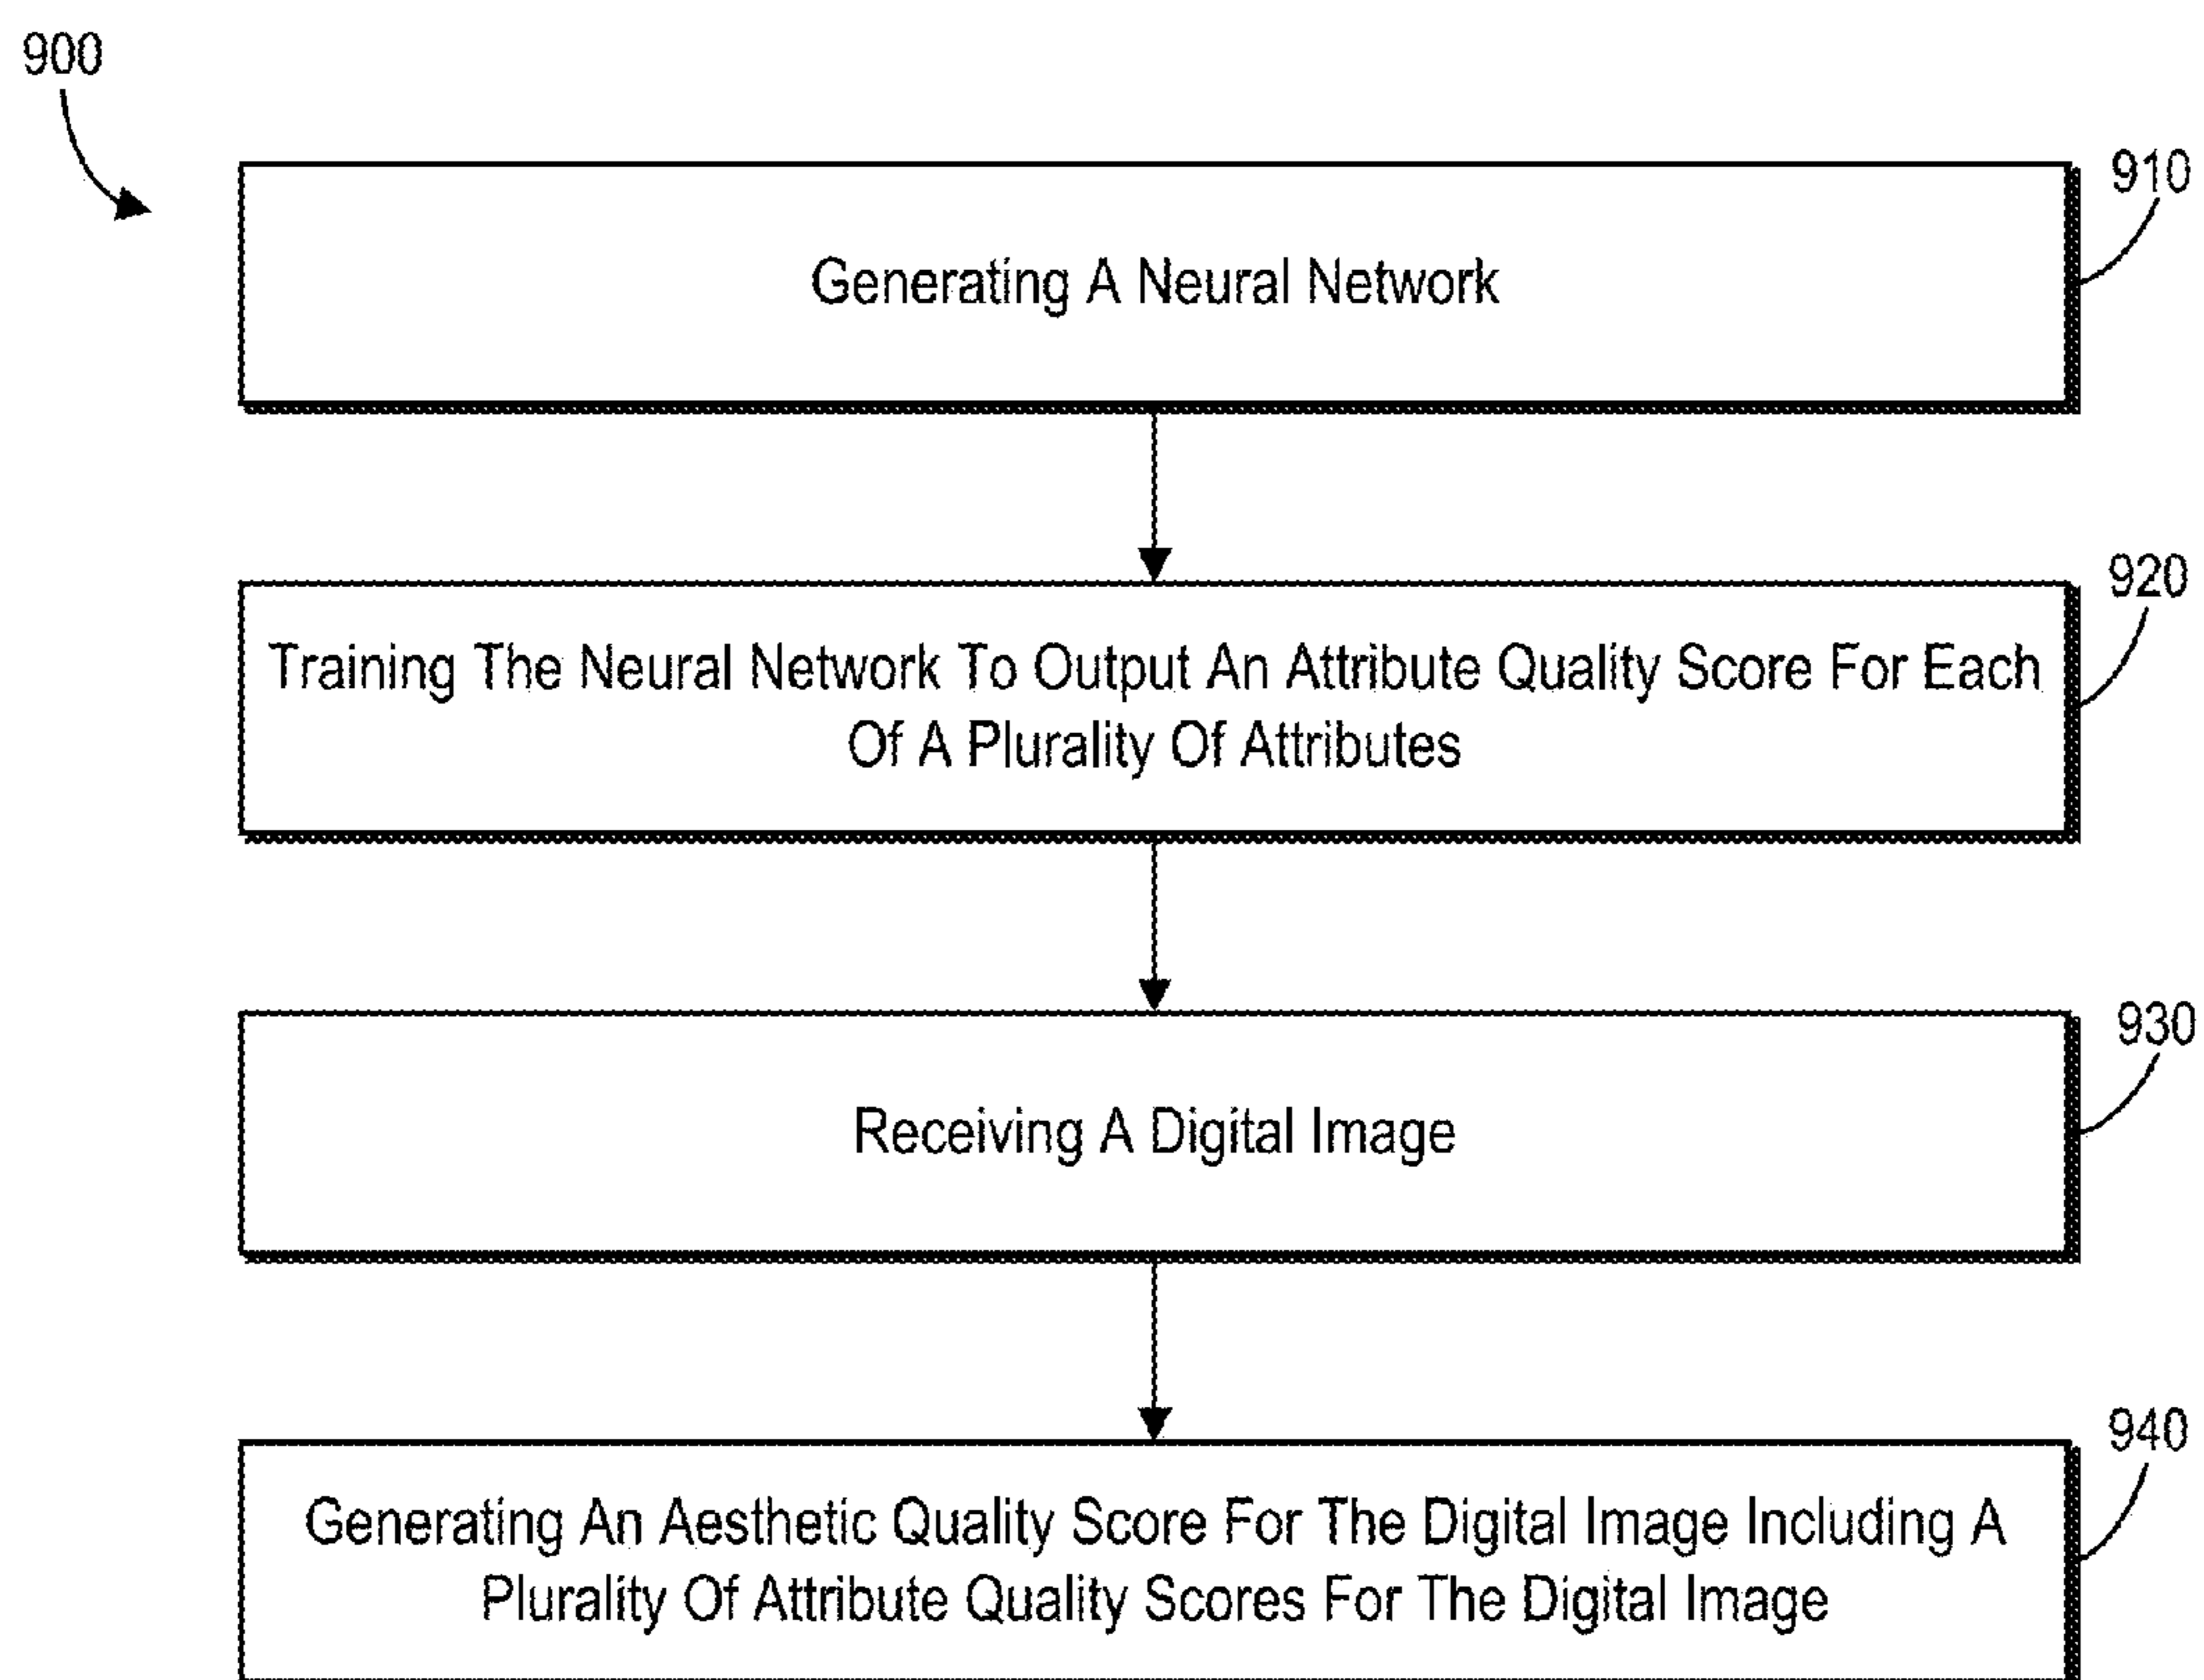 900
910
Generating A Neural Network
920
Training The Neural Network To Output An Attribute Quality Score For Each
Of A Plurality Of Attributes
930
Receiving A Digital Image
940
Generating An Aesthetic Quality Score For The Digital Image Including A
Plurality Of Attribute Quality Scores For The Digital Image